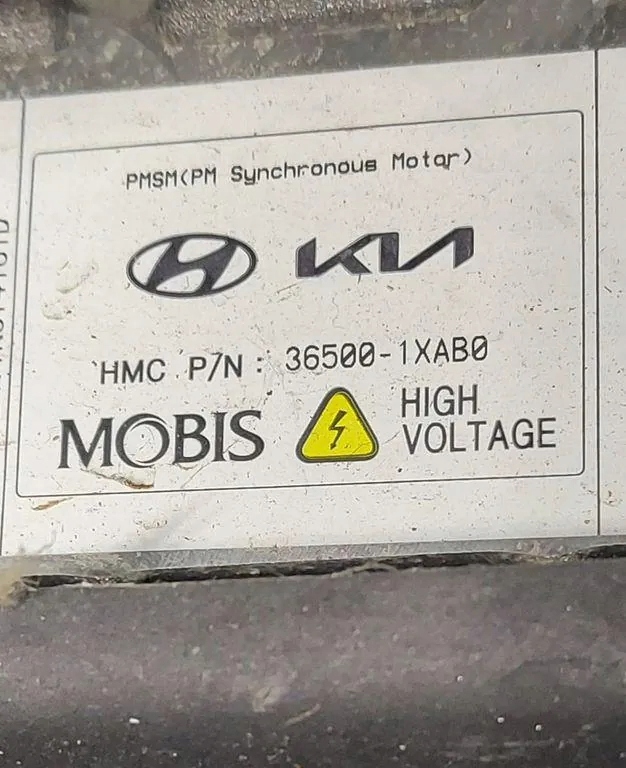 PMSM(PM Synchronous Motor)
KIA
HMC P/N : 36500-1XAB0
MOBIS
HIGH
VOLTAGE